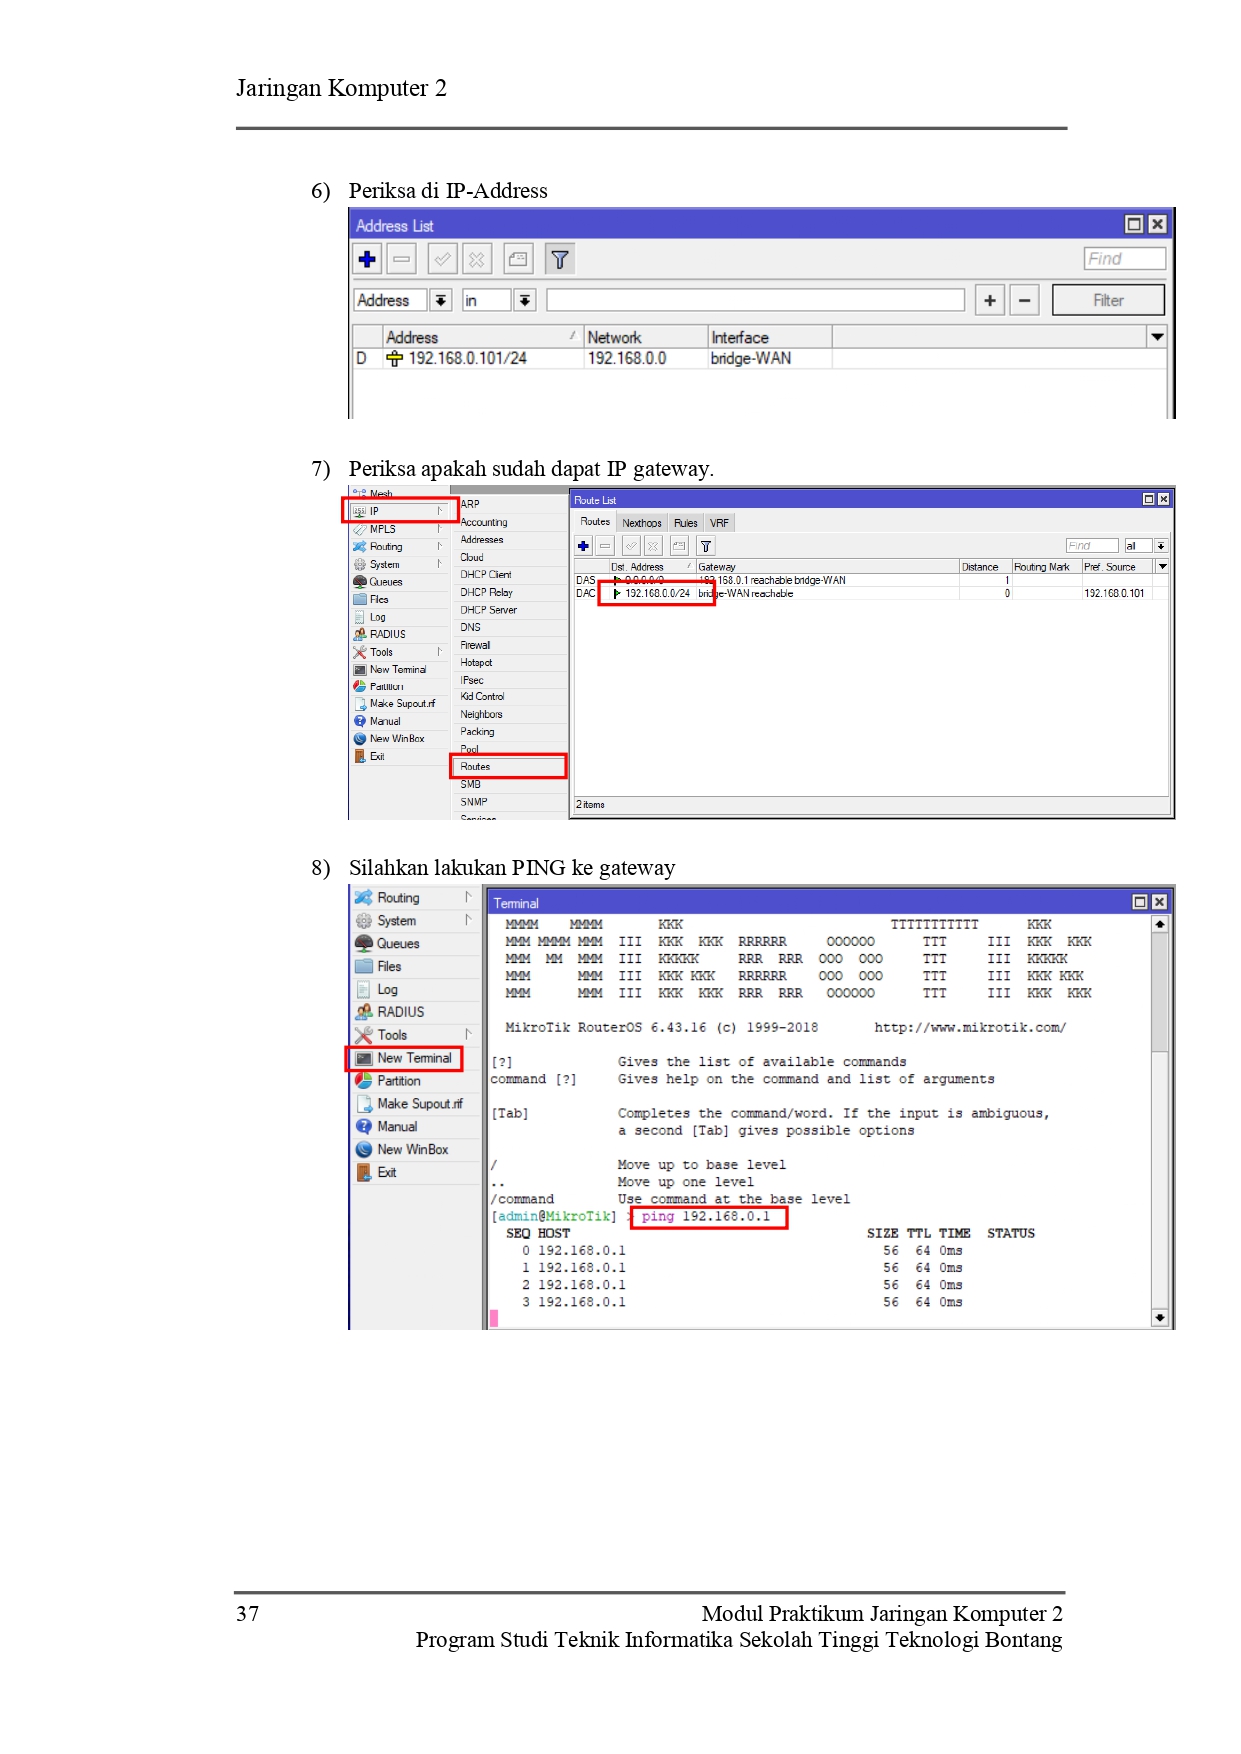 Jaringan Komputer 2
6) Periksa di IP-Address
Address List
Find
Address in Filter
Address Network Interface
D 192.168.0.101/24 192.168.0.0 bridge-WAN
7) Periksa apakah sudah dapat IP gateway.
Mesh
IP
MPLS
Routing
System
Queues
Files
Log
RADIUS
Tools
New Terminal
Partition
Make Supout.rif
Manual
New WinBox
Exit
ARP
Accounting
Addresses
Cloud
DHCP Client
DHCP Relay
DHCP Server
DNS
Firewall
Hotspot
IPsec
Kid Control
Neighbors
Packing
Pool
Routes
SMB
SNMP
Services
Route List
Routes Nexthops Rules VRF
Find all
Dst. Address Gateway Distance Routing Mark Pref. Source
DAS 0.0.0.0/0 192.168.0.1 reachable bridge-WAN 1
DAC 192.168.0.0/24 bridge-WAN reachable 0 192.168.0.101
2 items
8) Silahkan lakukan PING ke gateway
Routing
System
Queues
Files
Log
RADIUS
Tools
New Terminal
Partition
Make Supout.rif
Manual
New WinBox
Exit
Terminal
MMMM MMMM KKK TTTTTTTTTTT KKK
MMM MMMM MMM III KKK KKK RRRRRR OOOOOO TTT III KKK KKK
MMM MM MMM III KKKKK RRR RRR OOO OOO TTT III KKKKK
MMM MMM III KKK KKK RRRRRR OOO OOO TTT III KKK KKK
MMM MMM III KKK KKK RRR RRR OOOOOO TTT III KKK KKK
MikroTik RouterOS 6.43.16 (c) 1999-2018 http://www.mikrotik.com/
[?] Gives the list of available commands
command [?] Gives help on the command and list of arguments
[Tab] Completes the command/word. If the input is ambiguous,
a second [Tab] gives possible options
/ Move up to base level
.. Move up one level
/command Use command at the base level
[admin@MikroTik] > ping 192.168.0.1
SEQ HOST SIZE TTL TIME STATUS
0 192.168.0.1 56 64 0ms
1 192.168.0.1 56 64 0ms
2 192.168.0.1 56 64 0ms
3 192.168.0.1 56 64 0ms
37 Modul Praktikum Jaringan Komputer 2
Program Studi Teknik Informatika Sekolah Tinggi Teknologi Bontang